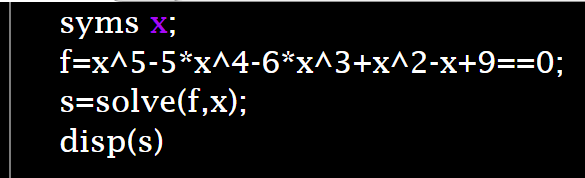 syms x;
f=x^5-5*x^4-6*x^3+x^2-x+9==0;
s=solve(f,x);
disp(s)